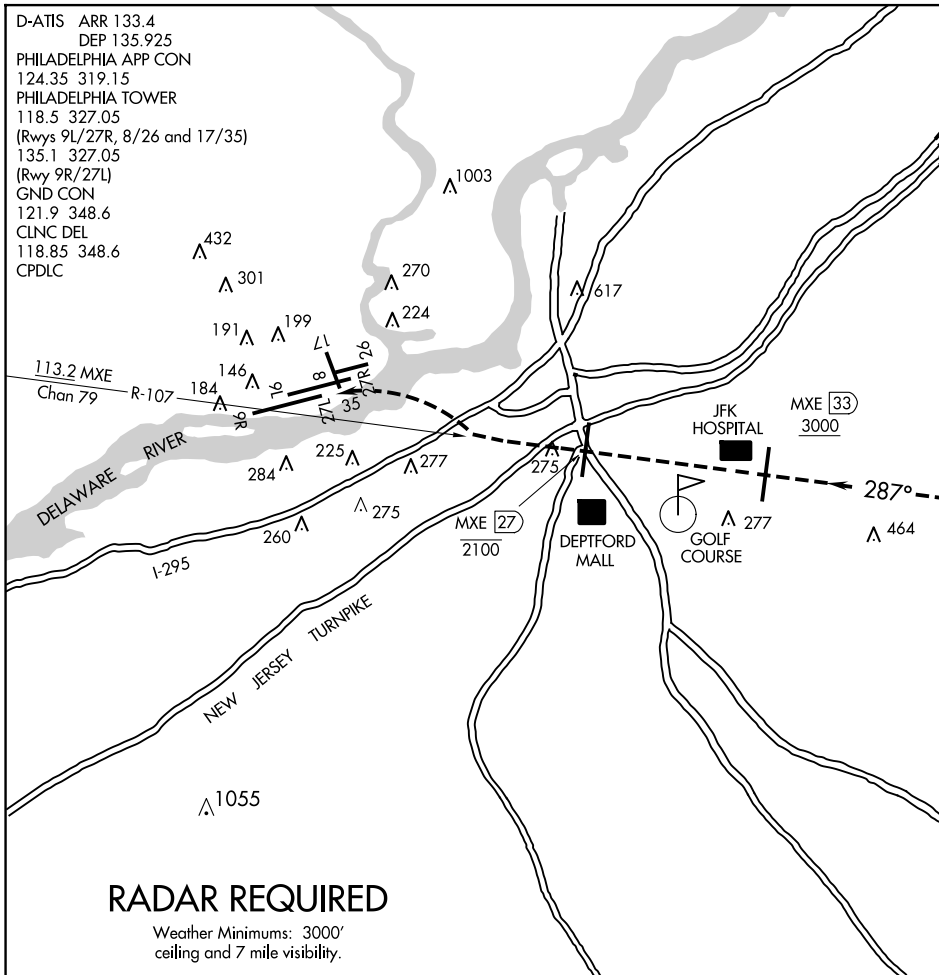 D-ATIS ARR 133.4
DEP 135.925
PHILADELPHIA APP CON
124.35 319.15
PHILADELPHIA TOWER
118.5 327.05
(Rwys 9L/27R, 8/26 and 17/35)
135.1 327.05
(Rwy 9R/27L)
GND CON
121.9 348.6
CLNC DEL
118.85 348.6
CPDLC
1003
432
301
270
617
224
199
191
17
26
113.2 MXE
Chan 79
R-107
146
8
27R
9L
184
35
27L
9R
JFK
HOSPITAL
MXE 33
3000
DELAWARE RIVER
225
284
277
275
287°
275
MXE 27
2100
DEPTFORD
MALL
GOLF
COURSE
277
464
260
I-295
NEW JERSEY TURNPIKE
1055
RADAR REQUIRED
Weather Minimums: 3000'
ceiling and 7 mile visibility.